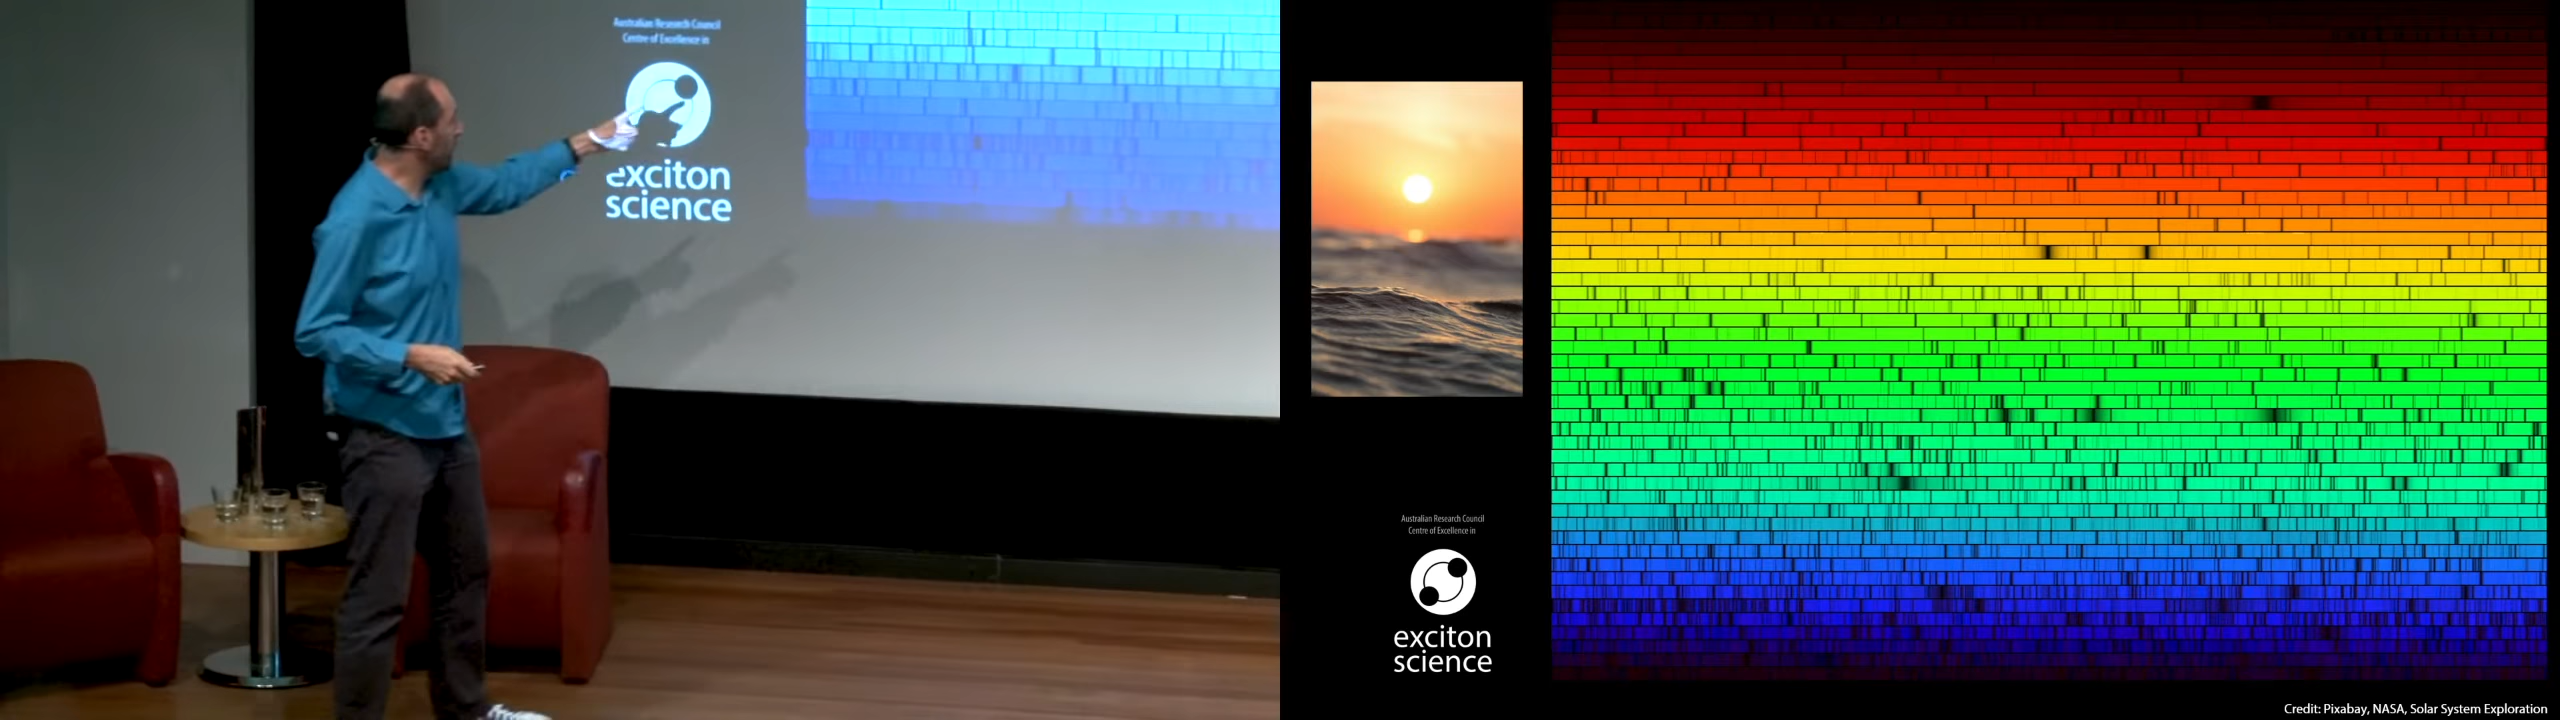 Australian Research Council
Centre of Excellence in
exciton
science
Australian Research Council
Centre of Excellence in
exciton
science
Credit: Pixabay, NASA, Solar System Exploration